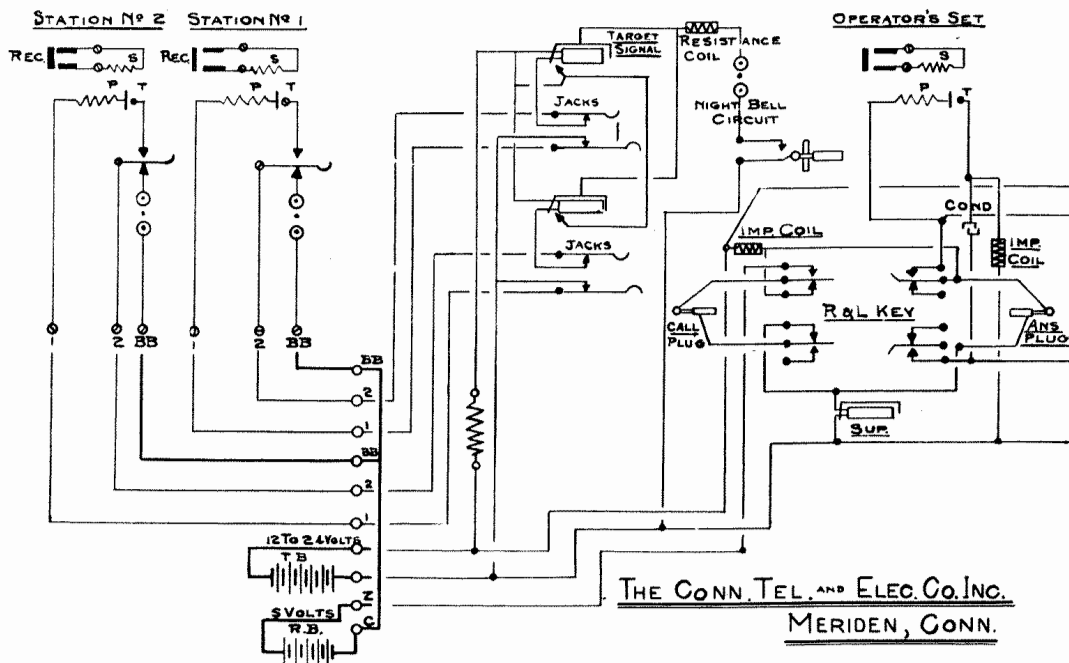 STATION Nº 2
STATION Nº 1
OPERATOR'S SET
REC.
S
P
T
REC.
S
P
T
TARGET
SIGNAL
RESISTANCE
COIL
NIGHT BELL
CIRCUIT
S
P
T
JACKS
JACKS
COND
IMP.
COIL
IMP. COIL
R & L KEY
CALL
PLUG
ANS
PLUG
SUP.
1
2
BB
1
2
BB
BB
2
1
BB
2
1
12 TO 24 VOLTS
T B
5 VOLTS
R.B.
Z
C
THE CONN. TEL. AND ELEC. CO. INC.
MERIDEN, CONN.